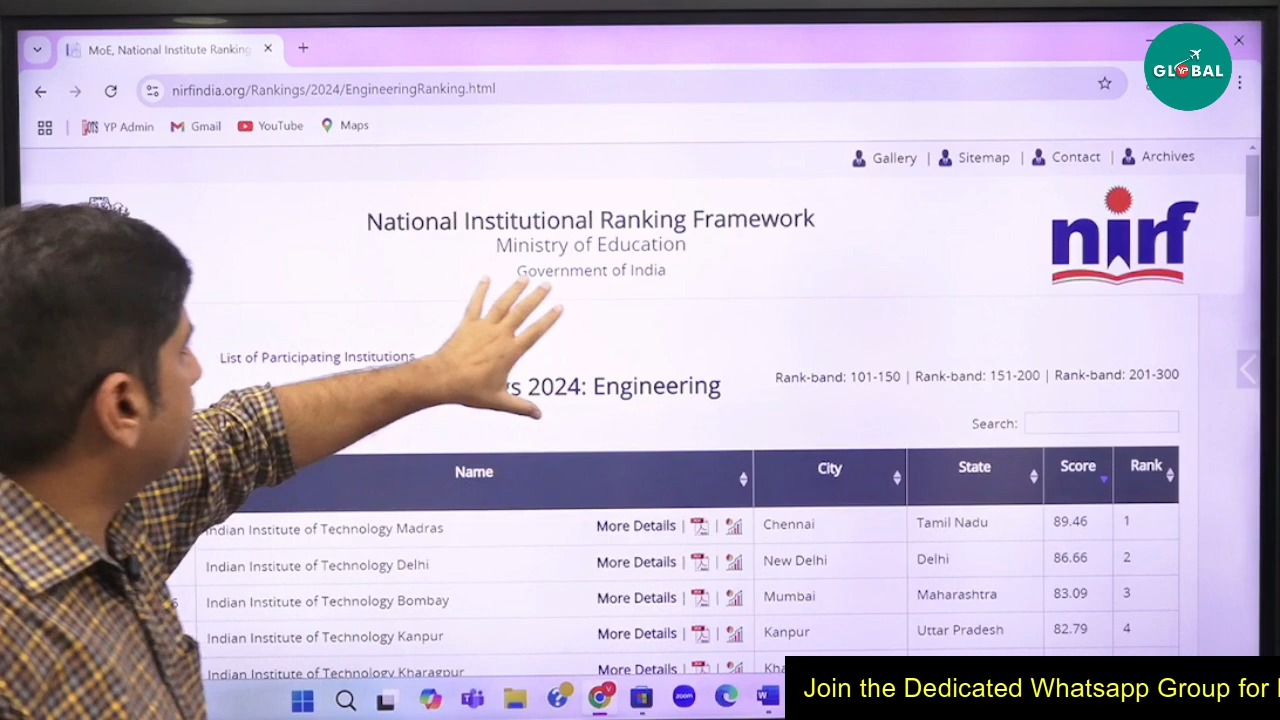 MoE, National Institute Ranking
GLOBAL
YP
nirfindia.org/Rankings/2024/EngineeringRanking.html
YP Admin Gmail YouTube Maps
Gallery | Sitemap | Contact | Archives
National Institutional Ranking Framework
Ministry of Education
Government of India
nirf
List of Participating Institutions
Rank-band: 101-150 | Rank-band: 151-200 | Rank-band: 201-300
2024: Engineering
Search:
Name City State Score Rank
Indian Institute of Technology Madras More Details | | Chennai Tamil Nadu 89.46 1
Indian Institute of Technology Delhi More Details | | New Delhi Delhi 86.66 2
Indian Institute of Technology Bombay More Details | | Mumbai Maharashtra 83.09 3
Indian Institute of Technology Kanpur More Details | | Kanpur Uttar Pradesh 82.79 4
Indian Institute of Technology Kharagpur More Details | |
zoom
Join the Dedicated Whatsapp Group for